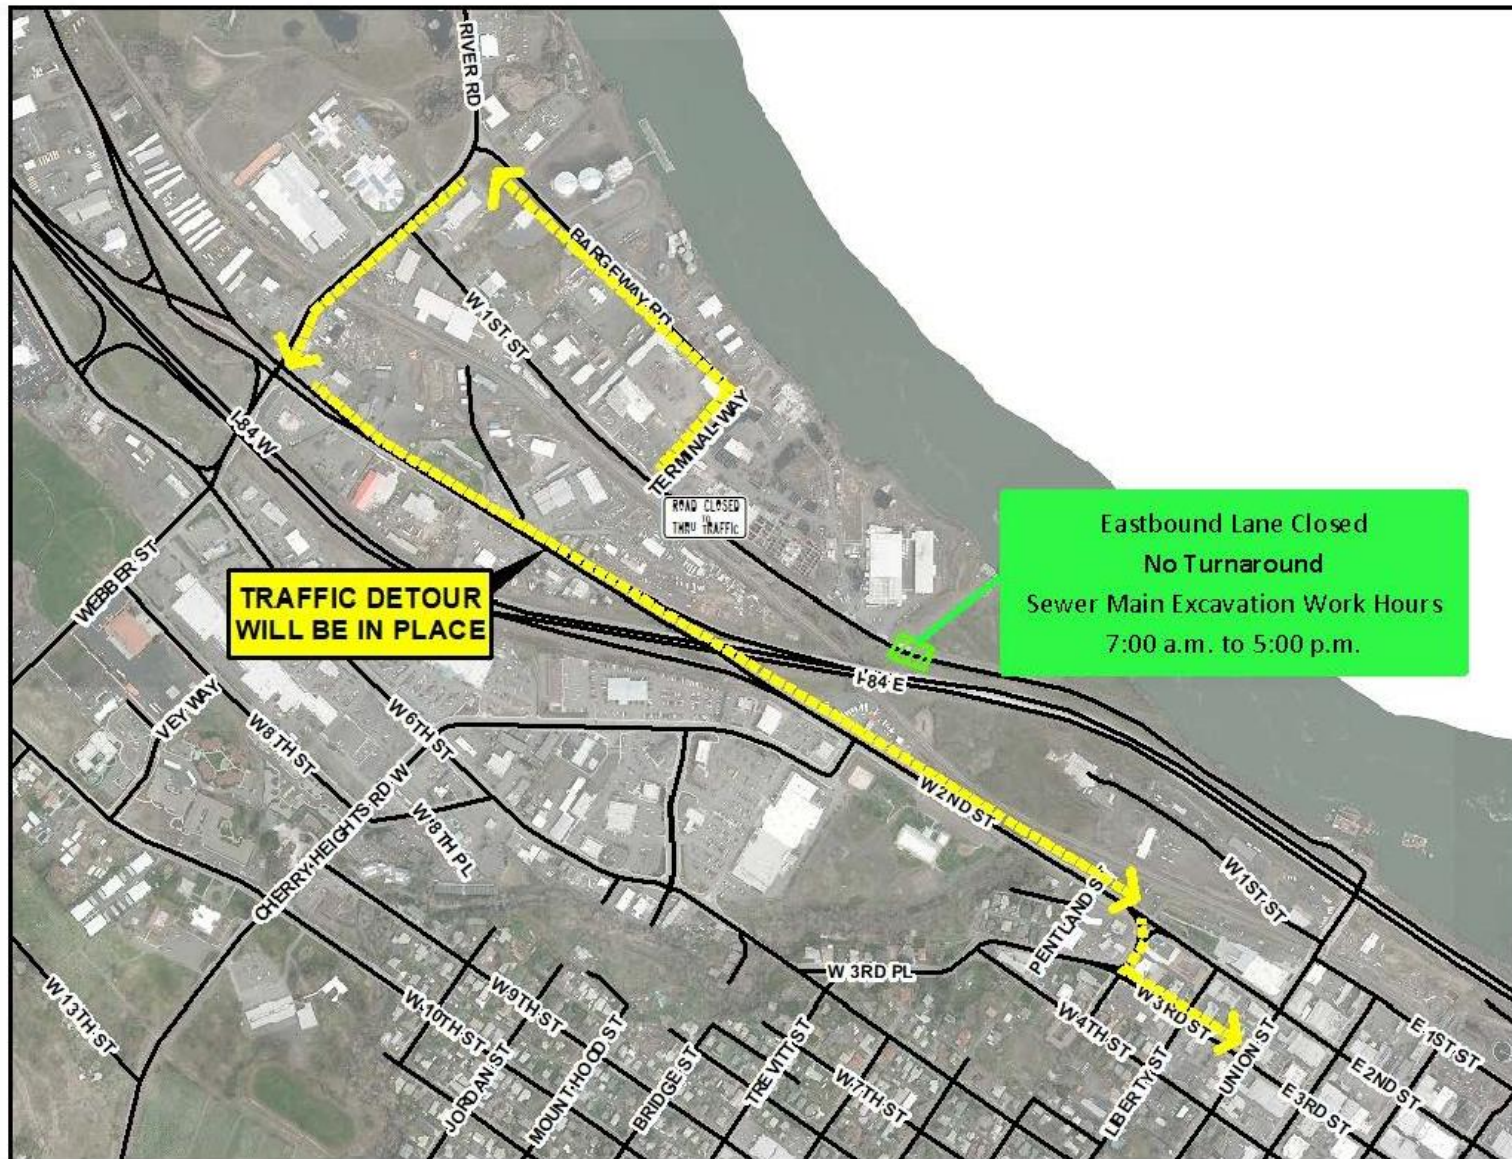 RIVER RD
BARGEWAY RD
W 1ST ST
TERMINAL WAY
ROAD CLOSED
TO
THRU TRAFFIC
I-84 W
Eastbound Lane Closed
No Turnaround
Sewer Main Excavation Work Hours
7:00 a.m. to 5:00 p.m.
WEBBER ST
TRAFFIC DETOUR
WILL BE IN PLACE
I-84 E
VEY WAY
W 8TH ST
W 6TH ST
CHERRY HEIGHTS RD W
W 8TH PL
W 2ND ST
W 1ST ST
PENTLAND ST
W 3RD PL
W 13TH ST
W 10TH ST
W 9TH ST
W 3RD ST
W 4TH ST
JORDAN ST
MOUNT HOOD ST
BRIDGE ST
TREVITT ST
W 7TH ST
LIBERTY ST
UNION ST
E 1ST ST
E 2ND ST
E 3RD ST